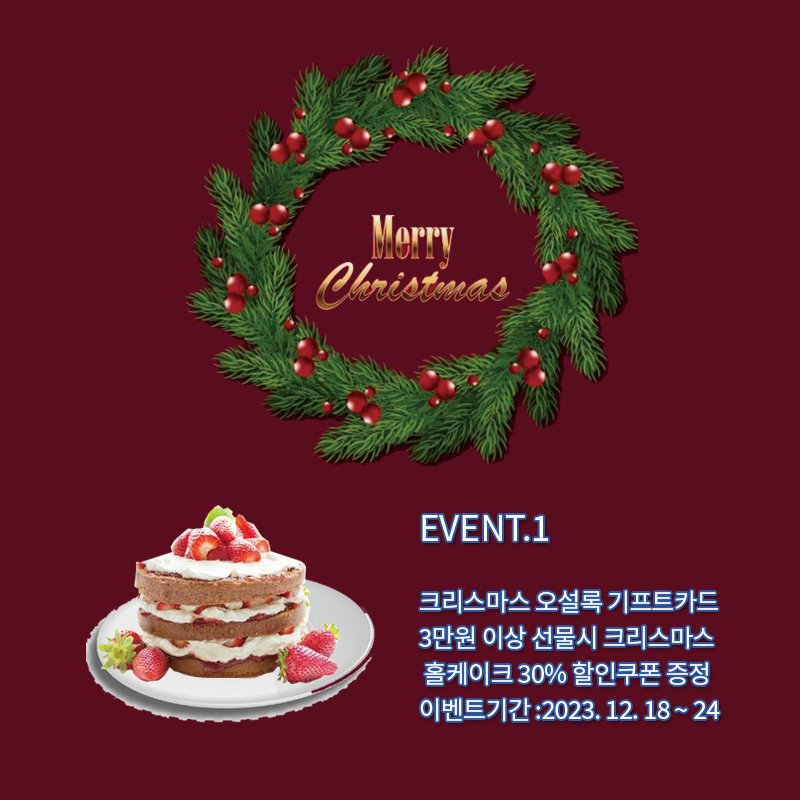 Merry
Christmas
EVENT.1
크리스마스 오설록 기프트카드
3만원 이상 선물시 크리스마스
홀케이크 30% 할인쿠폰 증정
이벤트기간 :2023. 12. 18 ~ 24